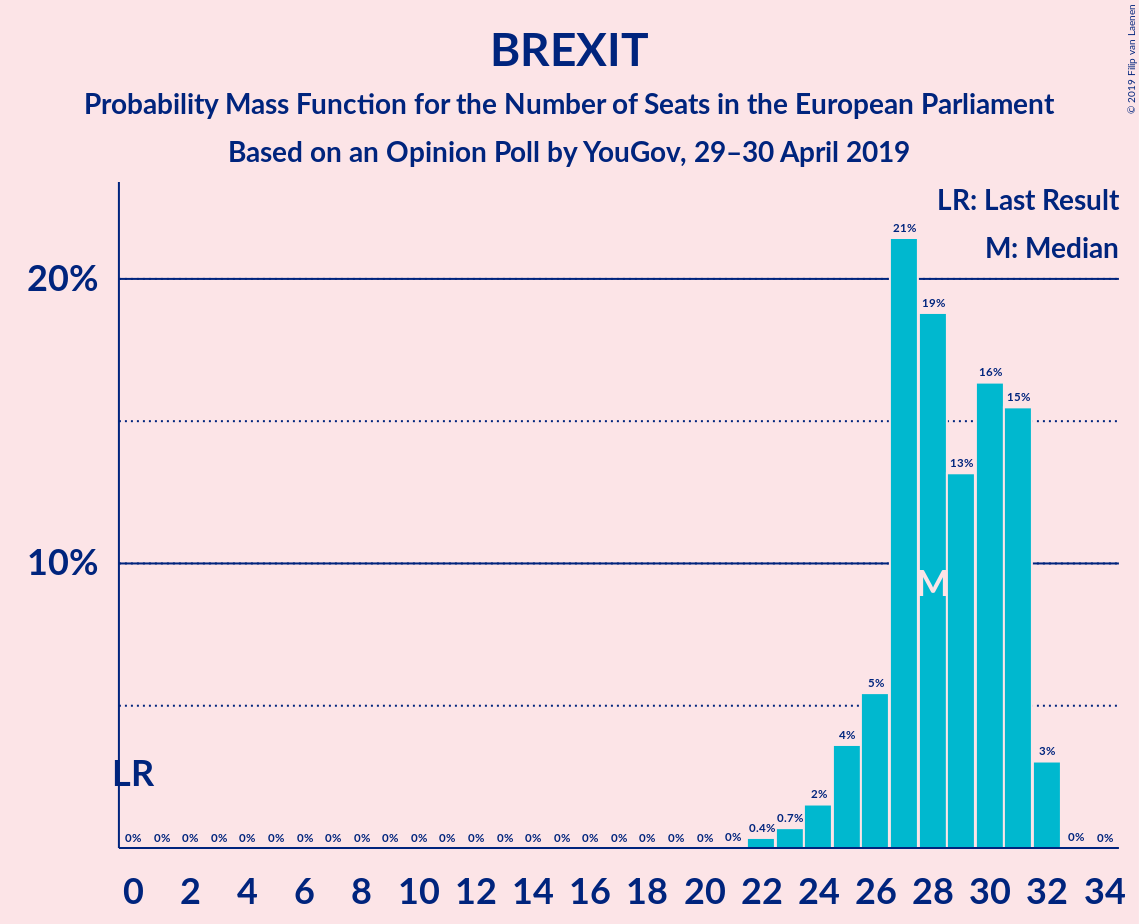 BREXIT
Probability Mass Function for the Number of Seats in the European Parliament
Based on an Opinion Poll by YouGov, 29–30 April 2019
© 2019 Filip van Laenen
LR: Last Result
M: Median
20%
10%
21%
19%
16%
15%
13%
M
5%
4%
3%
2%
0.7%
0.4%
LR
0% 0% 0% 0% 0% 0% 0% 0% 0% 0% 0% 0% 0% 0% 0% 0% 0% 0% 0% 0% 0% 0% 0% 0%
0 2 4 6 8 10 12 14 16 18 20 22 24 26 28 30 32 34